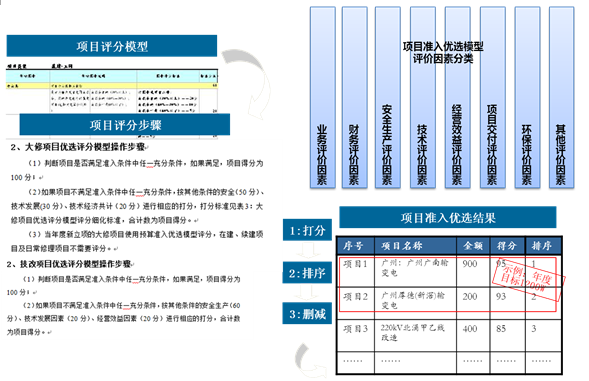 项目评分模型
项目评分步骤
2、大修项目优选评分模型操作步骤
（1）判断项目是否满足准入条件中任一充分条件，如果满足，项目得分为
100 分；
（2）如果项目不满足准入条件中任一充分条件，按其他条件的安全(50 分)、
技术发展(30 分)、技术经济共计（20 分）进行相应的打分，打分标准见表 3：大
修项目优选评分模型评分细化标准，合计数为项目得分。
（3）当年度新立项的大修项目使用预算准入优选模型评分，在建、续建项
目及日常修理项目不需要评分。
2、技改项目优选评分模型操作步骤
（1）判断项目是否满足准入条件中任一充分条件，如果满足，项目得分为
100 分；
（2)如果项目不满足准入条件中任一充分条件，按其他条件的安全生产(60
分)、技术发展因素（20 分）、经营效益因素（20 分）进行相应的打分，合计数
为项目得分。
项目准入优选模型
评价因素分类
业务评价因素
财务评价因素
安全生产评价因素
技术评价因素
经营效益评价因素
项目交付评价因素
环保评价因素
其他评价因素
1:打分
2:排序
3:删减
项目准入优选结果
序号 项目名称 金额 得分 排序
项目1 广州：广州广南输变电 900 95 1
项目2 广州厚德(新滘)输变电 200 93 2
项目3 220kV北溪甲乙线改造 400 85 3
…… …… …… …… ……
示例：年度
目标1200#